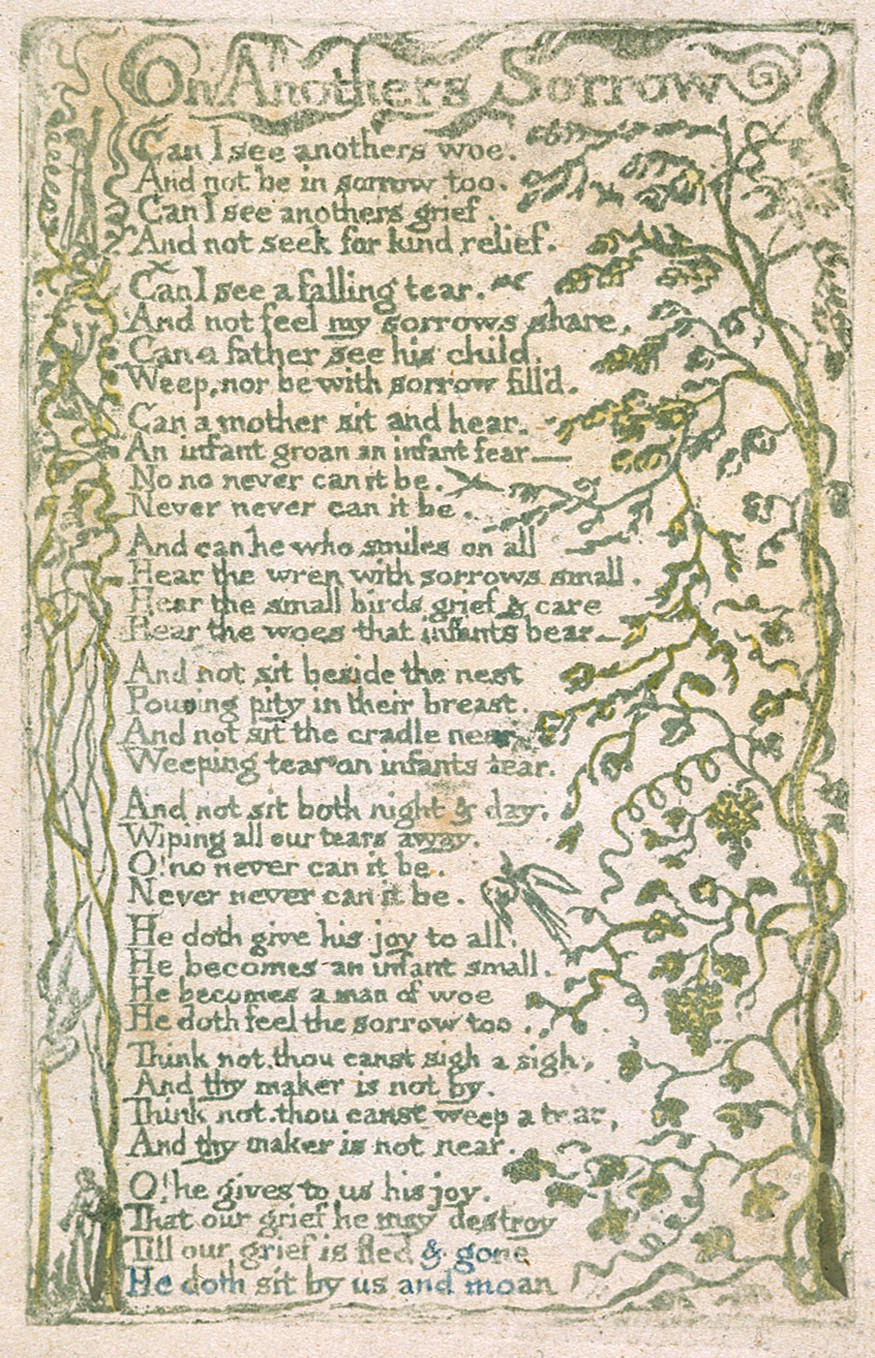 On Anothers Sorrow
Can I see anothers woe.
And not be in sorrow too.
Can I see anothers grief.
And not seek for kind relief.
Can I see a falling tear.
And not feel my sorrows share,
Can a father see his child.
Weep, nor be with sorrow fill'd.
Can a mother sit and hear.
An infant groan an infant fear—
No no never can it be.
Never never can it be.
And can he who smiles on all
Hear the wren with sorrows small.
Hear the small birds grief & care
Hear the woes that infants bear—
And not sit beside the nest
Pouring pity in their breast.
And not sit the cradle near
Weeping tear on infants tear.
And not sit both night & day.
Wiping all our tears away.
O! no never can it be.
Never never can it be.
He doth give his joy to all.
He becomes an infant small.
He becomes a man of woe
He doth feel the sorrow too.
Think not. thou canst sigh a sigh,
And thy maker is not by.
Think not. thou canst weep a tear,
And thy maker is not near.
O! he gives to us his joy.
That our grief he may destroy
Till our grief is fled & gone
He doth sit by us and moan